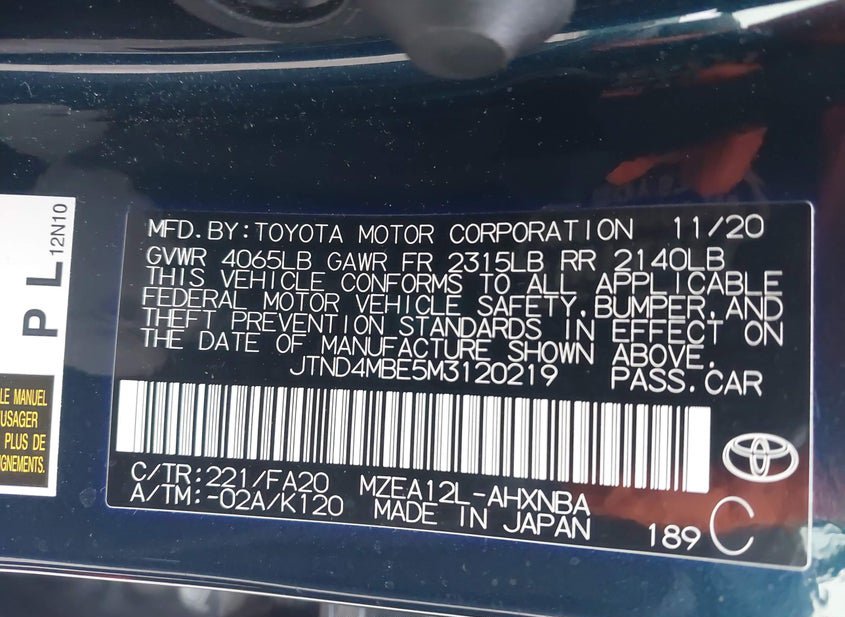 PL
12N10
MFD.BY:TOYOTA MOTOR CORPORATION 11/20
GVWR 4065LB GAWR FR 2315LB RR 2140LB
THIS VEHICLE CONFORMS TO ALL APPLICABLE
FEDERAL MOTOR VEHICLE SAFETY,BUMPER,AND
THEFT PREVENTION STANDARDS IN EFFECT ON
THE DATE OF MANUFACTURE SHOWN ABOVE.
JTND4MBE5M3120219 PASS.CAR
LE MANUEL
USAGER
PLUS DE
IGNEMENTS.
C/TR:221/FA20 MZEA12L-AHXNBA
A/TM:-02A/K120 MADE IN JAPAN
189 C